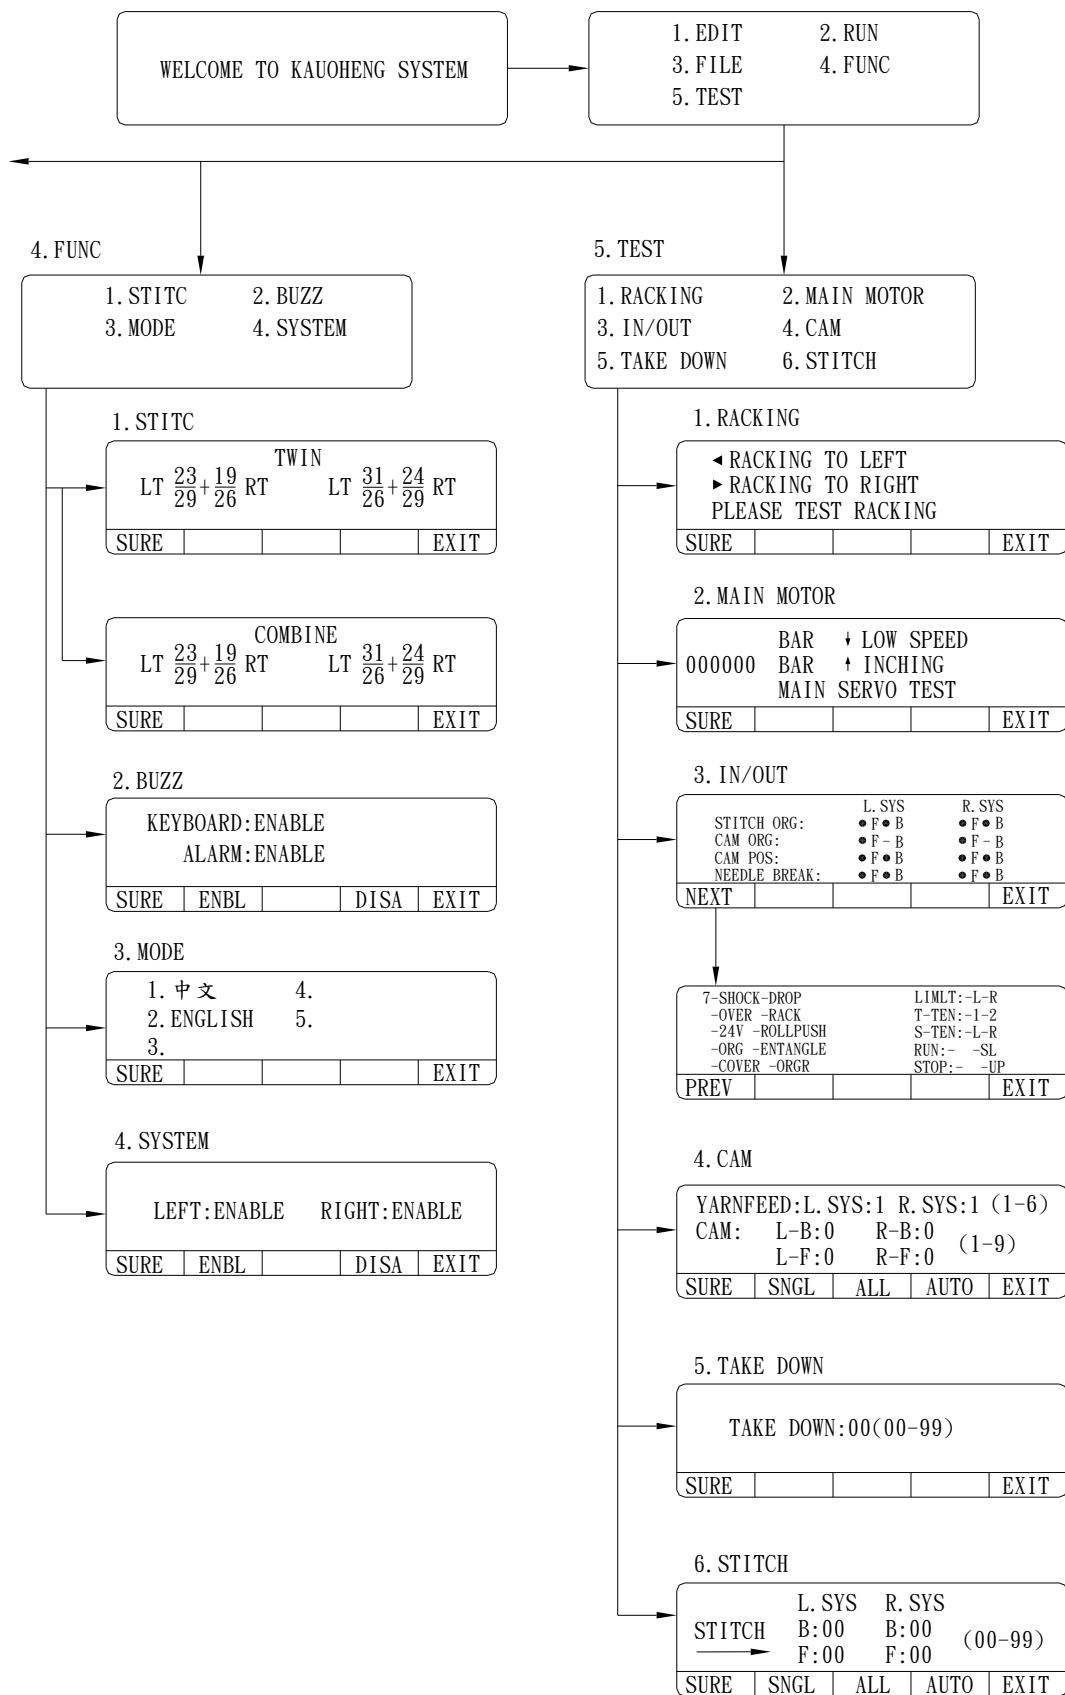 WELCOME TO KAUOHENG SYSTEM
1.EDIT 2.RUN
3.FILE 4.FUNC
5.TEST
4.FUNC
1.STITC 2.BUZZ
3.MODE 4.SYSTEM
1.STITC
TWIN
LT 23/29+19/26 RT LT 31/26+24/29 RT
SURE EXIT
COMBINE
LT 23/29+19/26 RT LT 31/26+24/29 RT
SURE EXIT
2.BUZZ
KEYBOARD:ENABLE
ALARM:ENABLE
SURE ENBL DISA EXIT
3.MODE
1.中文 4.
2.ENGLISH 5.
3.
SURE EXIT
4.SYSTEM
LEFT:ENABLE RIGHT:ENABLE
SURE ENBL DISA EXIT
5.TEST
1.RACKING 2.MAIN MOTOR
3.IN/OUT 4.CAM
5.TAKE DOWN 6.STITCH
1.RACKING
◄ RACKING TO LEFT
► RACKING TO RIGHT
PLEASE TEST RACKING
SURE EXIT
2.MAIN MOTOR
BAR ↓ LOW SPEED
000000 BAR ↑ INCHING
MAIN SERVO TEST
SURE EXIT
3.IN/OUT
L.SYS R.SYS
STITCH ORG: ● F ● B ● F ● B
CAM ORG: ● F - B ● F - B
CAM POS: ● F ● B ● F ● B
NEEDLE BREAK: ● F ● B ● F ● B
NEXT EXIT
7-SHOCK-DROP LIMLT:-L-R
-OVER -RACK T-TEN:-1-2
-24V -ROLLPUSH S-TEN:-L-R
-ORG -ENTANGLE RUN:- -SL
-COVER -ORGR STOP:- -UP
PREV EXIT
4.CAM
YARNFEED:L.SYS:1 R.SYS:1 (1-6)
CAM: L-B:0 R-B:0 (1-9)
L-F:0 R-F:0
SURE SNGL ALL AUTO EXIT
5.TAKE DOWN
TAKE DOWN:00(00-99)
SURE EXIT
6.STITCH
L.SYS R.SYS
STITCH B:00 B:00 (00-99)
F:00 F:00
SURE SNGL ALL AUTO EXIT